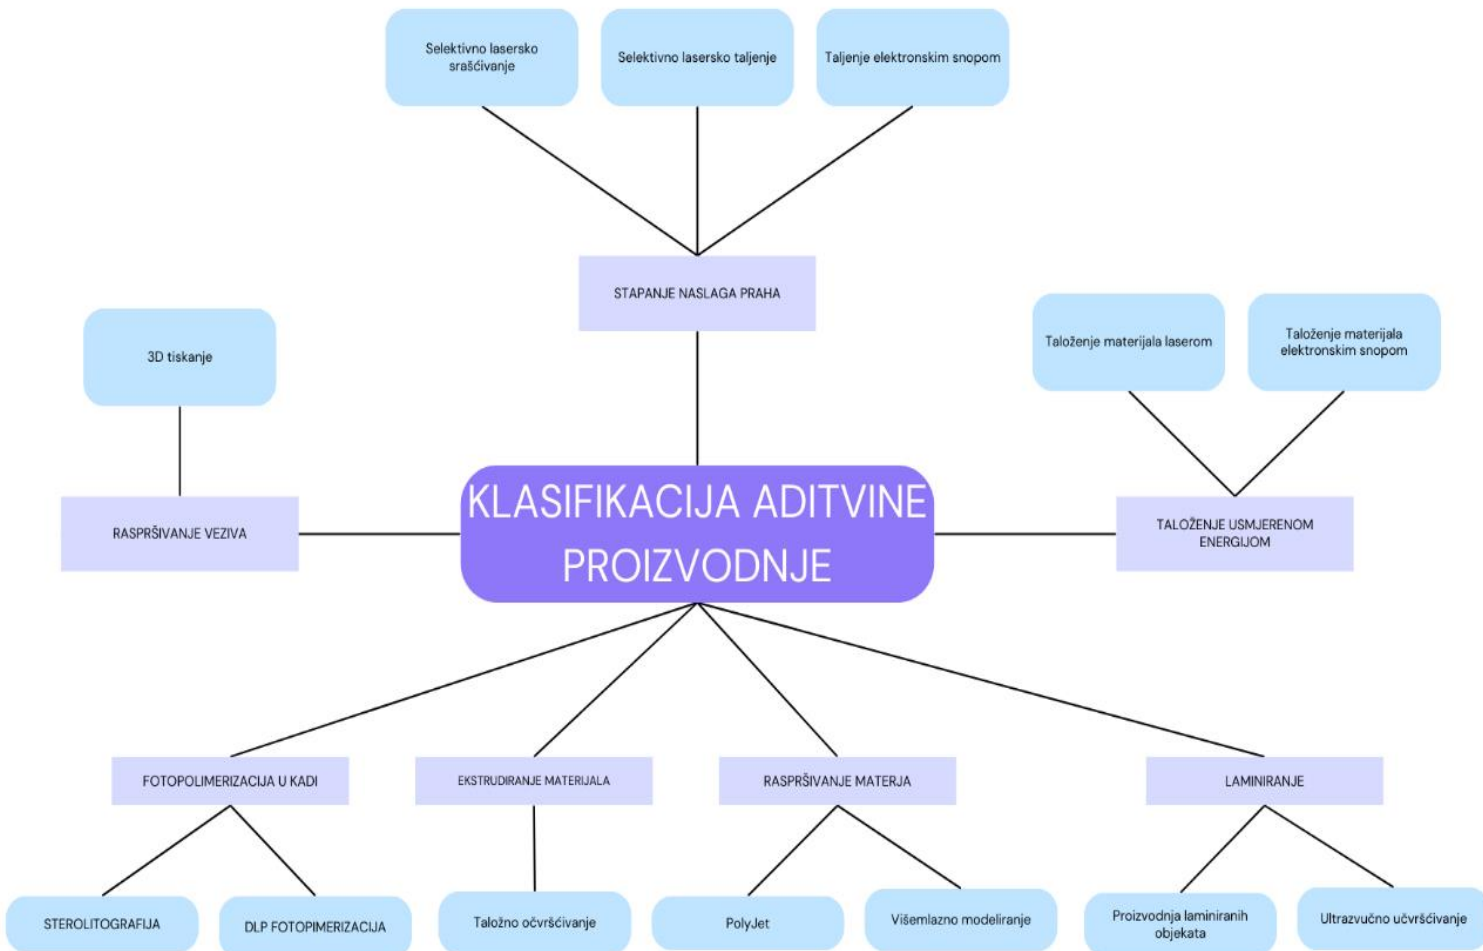 Selektivno lasersko
srašćivanje
Selektivno lasersko taljenje
Taljenje elektronskim snopom
STAPANJE NASLAGA PRAHA
3D tiskanje
Taloženje materijala laserom
Taloženje materijala
elektronskim snopom
KLASIFIKACIJA ADITVINE
PROIZVODNJE
RASPRŠIVANJE VEZIVA
TALOŽENJE USMJERENOM
ENERGIJOM
FOTOPOLIMERIZACIJA U KADI
EKSTRUDIRANJE MATERIJALA
RASPRŠIVANJE MATERJA
LAMINIRANJE
STEROLITOGRAFIJA
DLP FOTOPIMERIZACIJA
Taložno očvršćivanje
PolyJet
Višemlazno modeliranje
Proizvodnja laminiranih
objekata
Ultrazvučno učvršćivanje